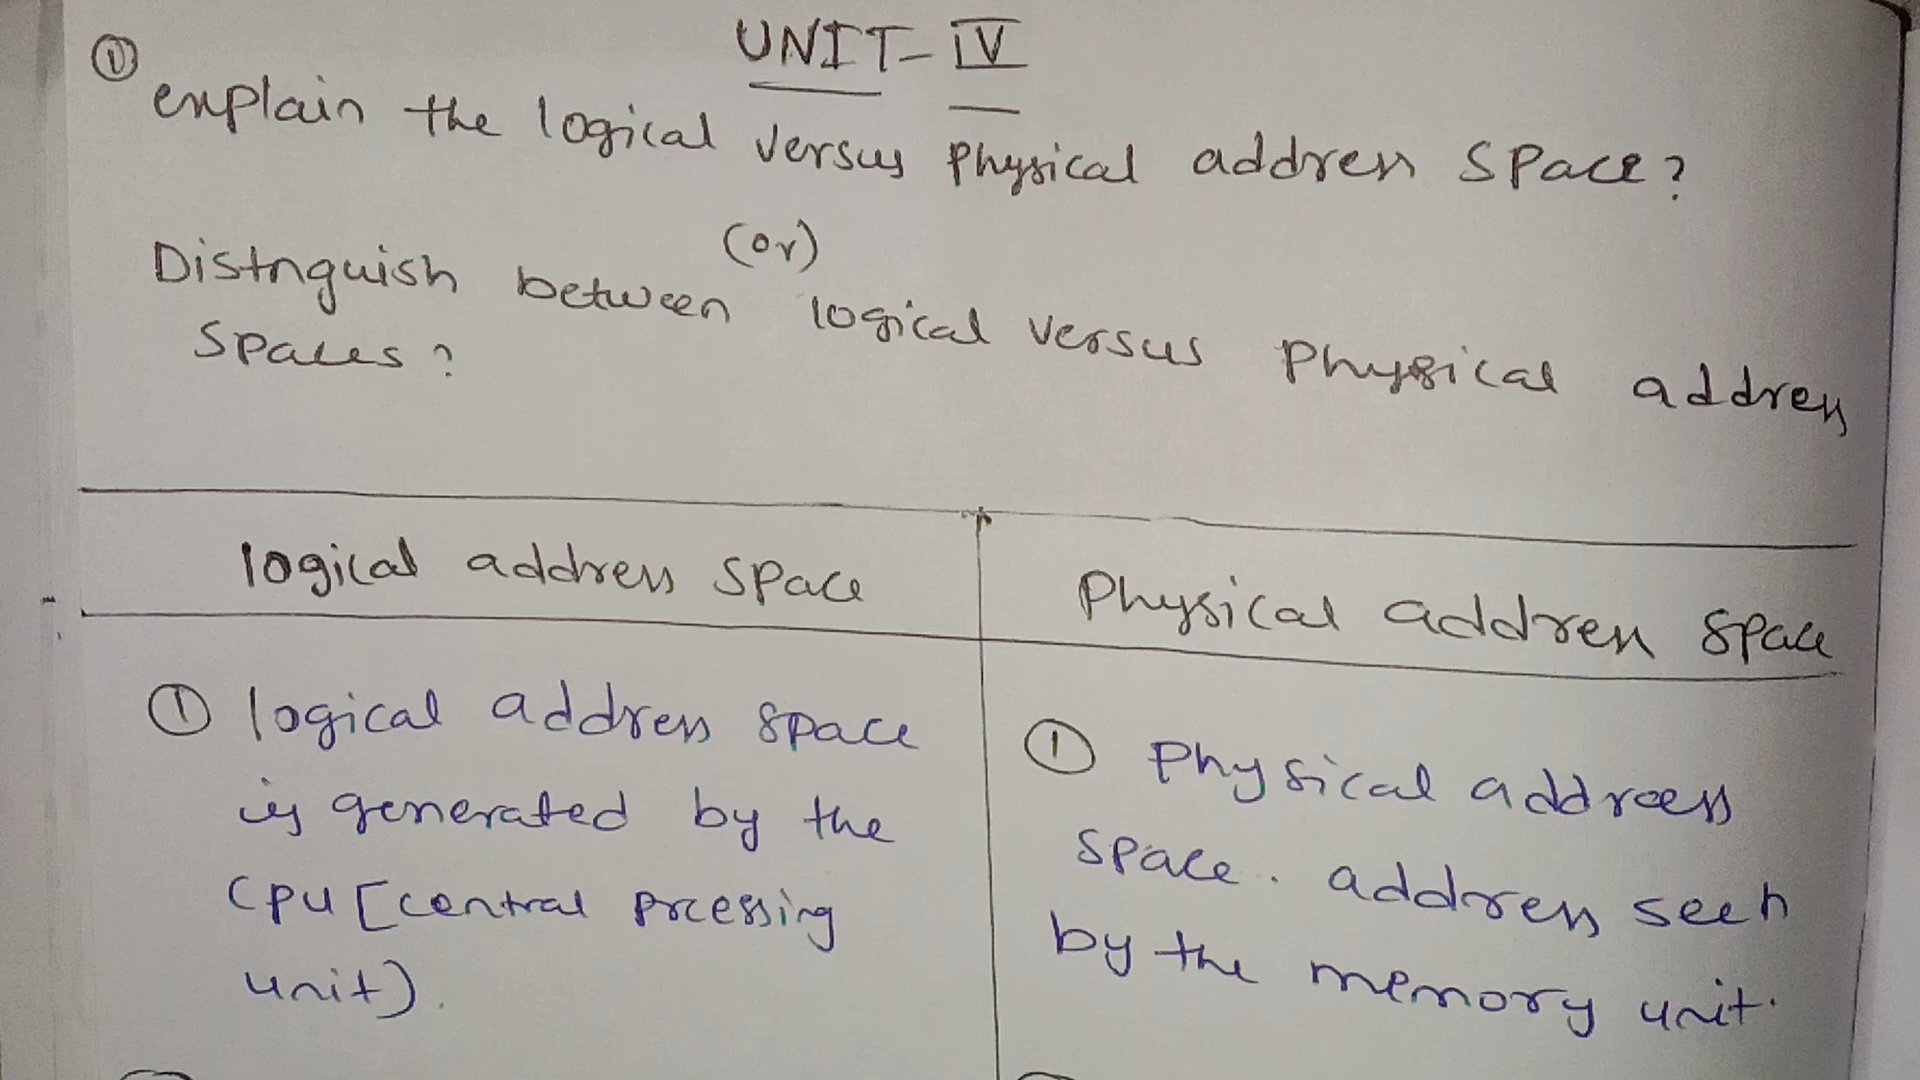 UNIT-IV
① explain the logical versus Physical address space?
(or)
Distnguish between logical versus Physical address
spaces?
logical address space
Physical address space
① logical address space
is generated by the
CPU [central prcessing
unit).
① Physical address
space. address seen
by the memory unit.